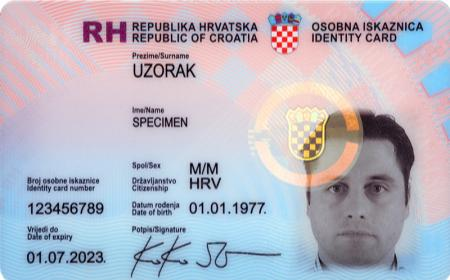 RH REPUBLIKA HRVATSKA
REPUBLIC OF CROATIA
OSOBNA ISKAZNICA
IDENTITY CARD
Prezime/Surname
UZORAK
Ime/Name
SPECIMEN
Spol/Sex
M/M
Broj osobne iskaznice
Identity card number
123456789
Državljanstvo
Citizenship
HRV
Datum rođenja
Date of birth
01.01.1977.
Vrijedi do
Date of expiry
01.07.2023.
Potpis/Signature